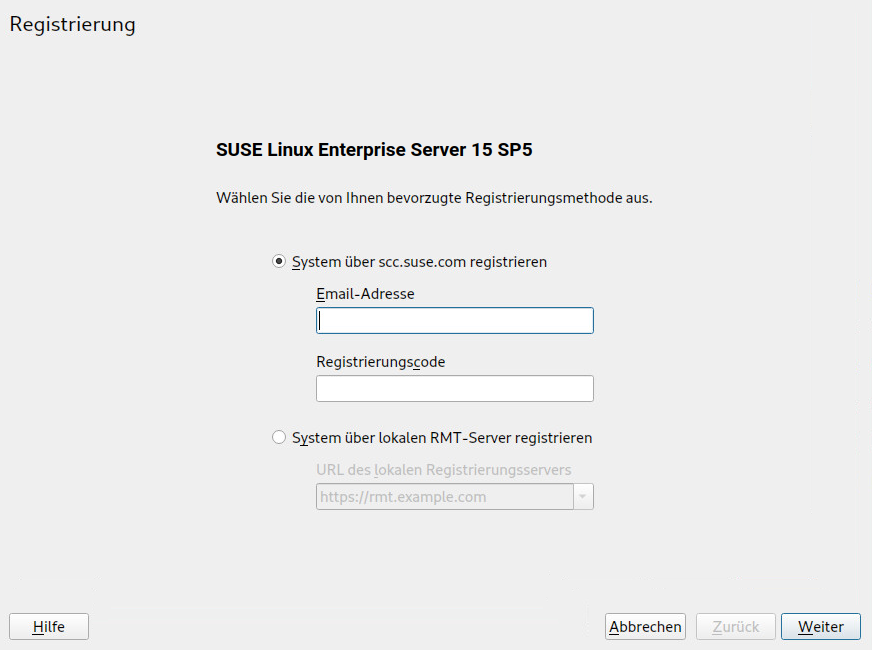 Registrierung
SUSE Linux Enterprise Server 15 SP5
Wählen Sie die von Ihnen bevorzugte Registrierungsmethode aus.
System über scc.suse.com registrieren
Email-Adresse
Registrierungscode
System über lokalen RMT-Server registrieren
URL des lokalen Registrierungsservers
https://rmt.example.com
Hilfe
Abbrechen
Zurück
Weiter